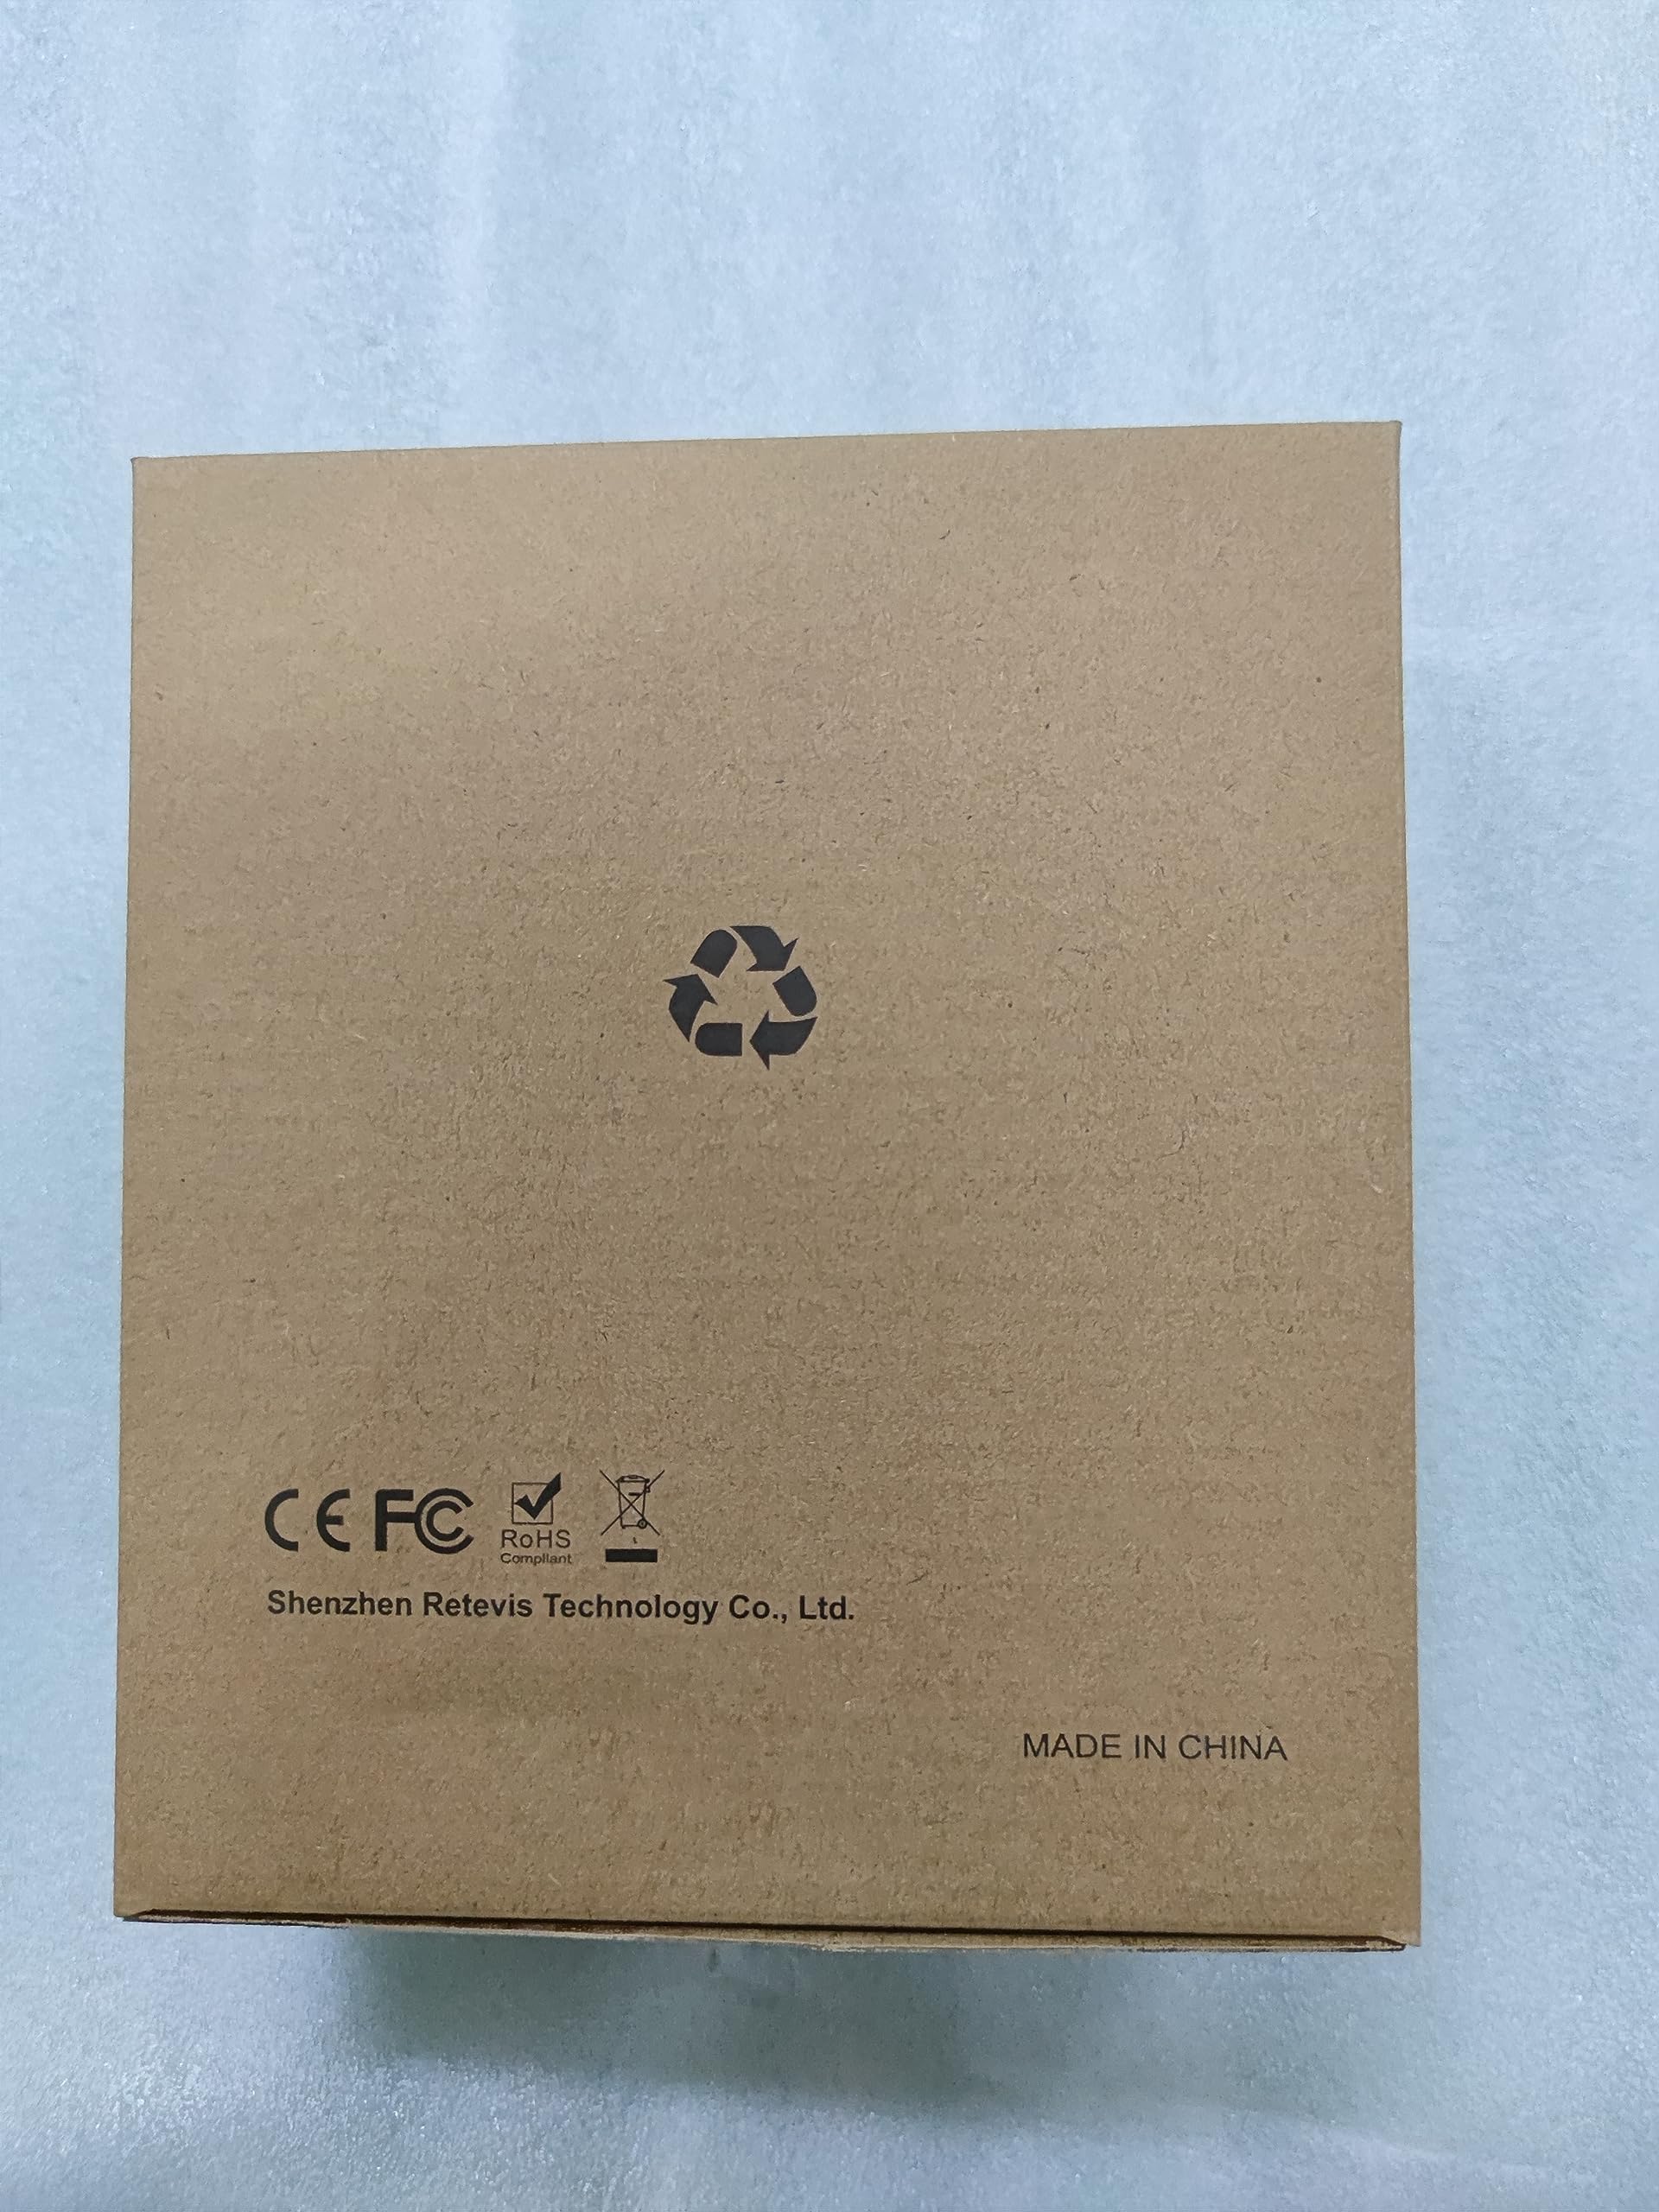 CE FC RoHS
Compliant
Shenzhen Retevis Technology Co., Ltd.
MADE IN CHINA